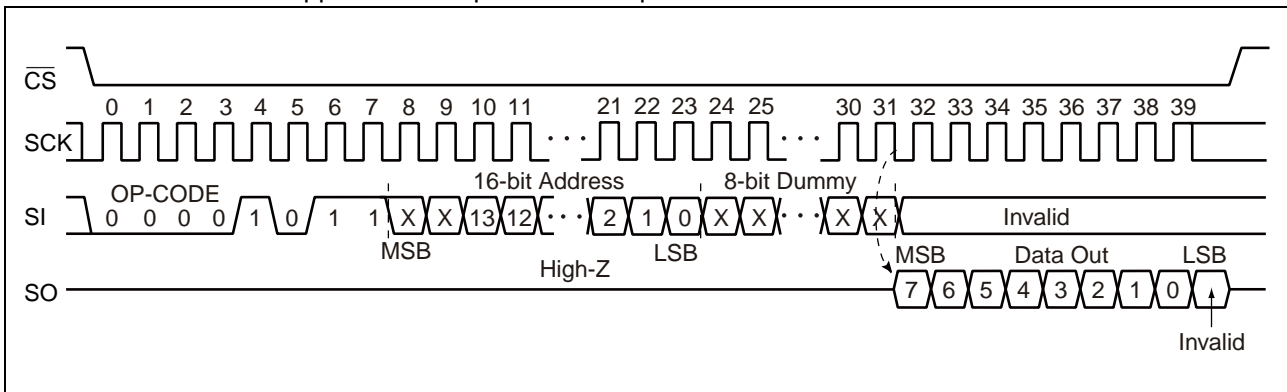 CS
0 1 2 3 4 5 6 7 8 9 10 11 21 22 23 24 25 30 31 32 33 34 35 36 37 38 39
SCK ··· ···
OP-CODE 16-bit Address 8-bit Dummy
SI 0 0 0 0 1 0 1 1 X X 13 12 ··· 2 1 0 X X ··· X X Invalid
MSB LSB MSB Data Out LSB
High-Z
SO 7 6 5 4 3 2 1 0
Invalid